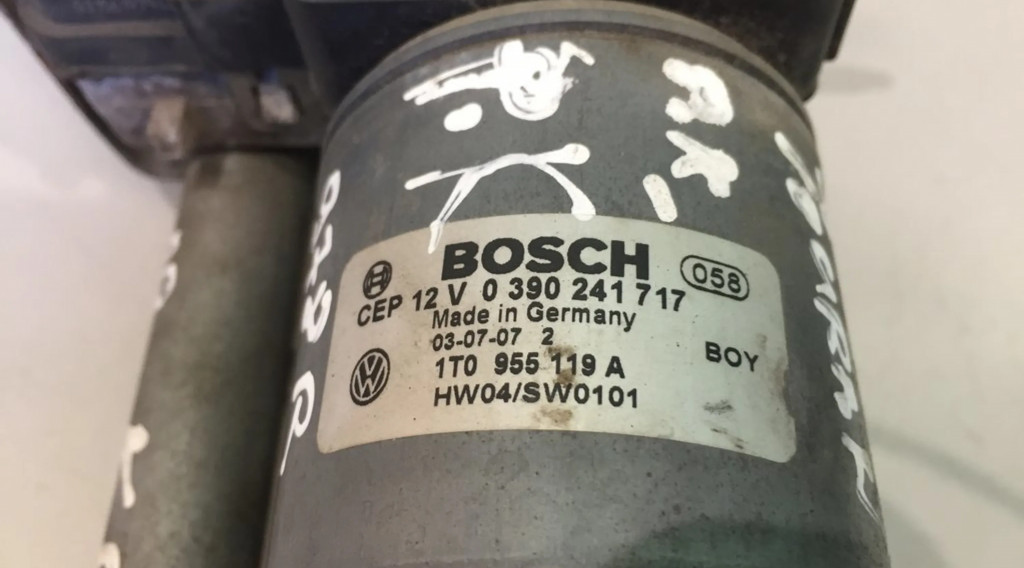 BOSCH
058
CEP 12 V 0 390 241 717
Made in Germany
03-07-07 2
BOY
1T0 955 119 A
HW04/SW0101